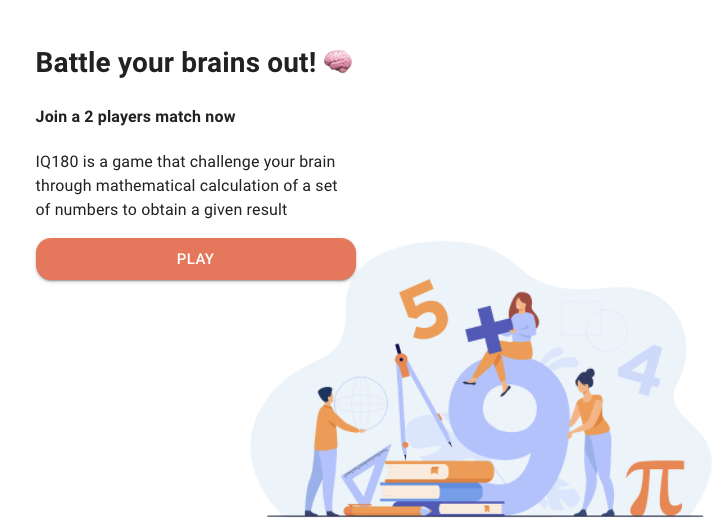 Battle your brains out! 🧠
Join a 2 players match now
IQ180 is a game that challenge your brain
through mathematical calculation of a set
of numbers to obtain a given result
PLAY
5
+
4
9
π